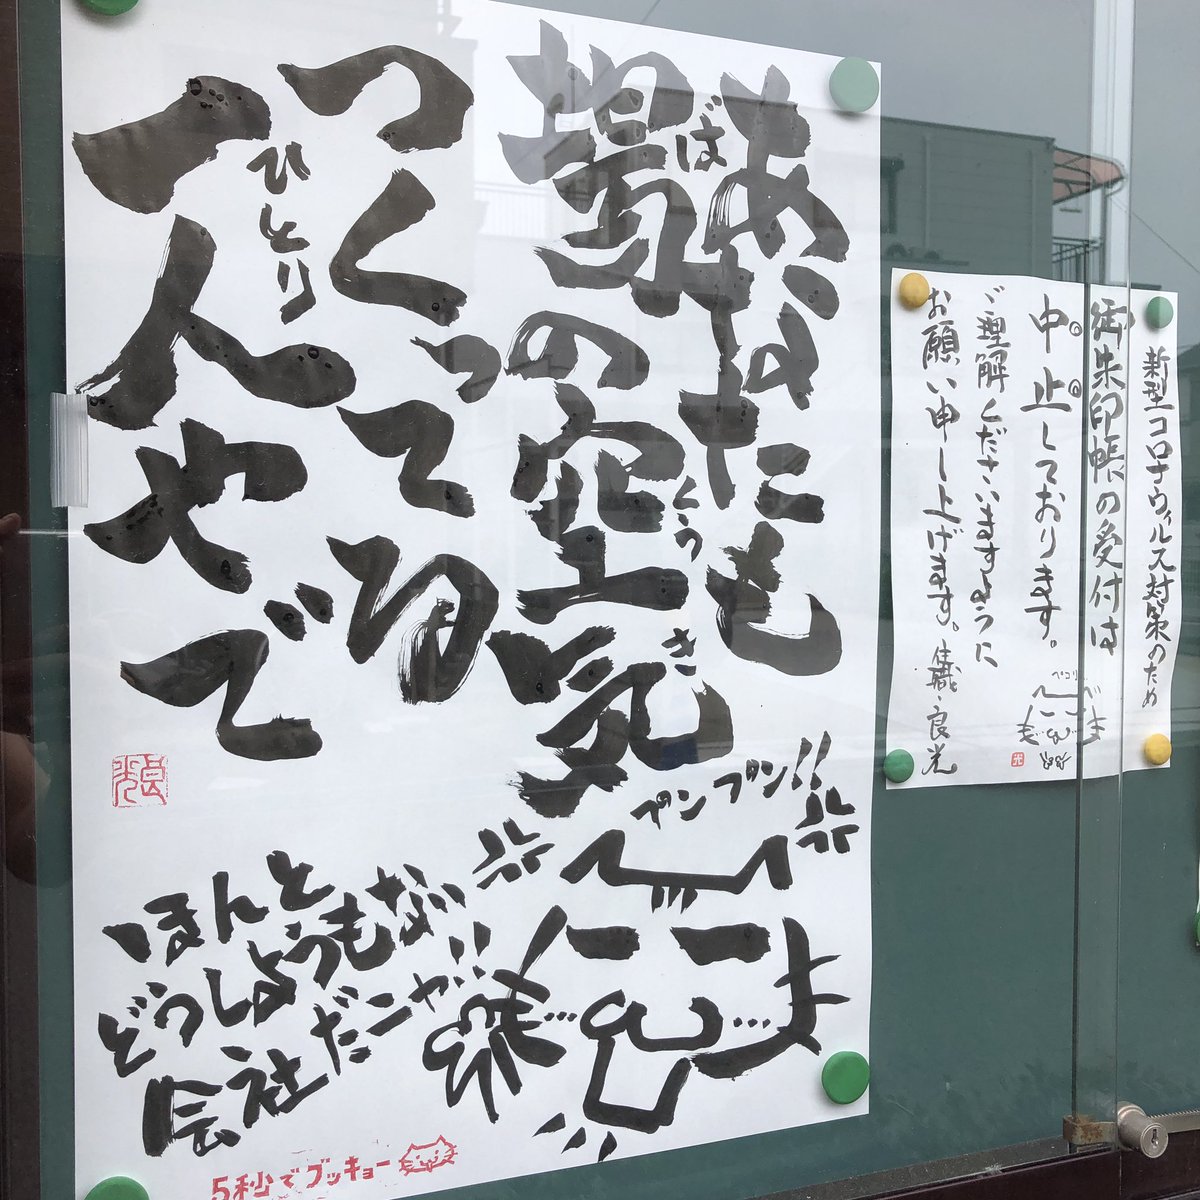 新型コロナウィルス対策のため
御朱印帳の受付は
中止しております。
ご理解くださいますように
お願い申し上げます。住職・良光
ペコリ
あなたも
場の空気
ば
くう
き
つくってる
一人やで
ひとり
プンプン!!
ほんと
どうしようもない
会社だニャ!!
5秒でブッキョー